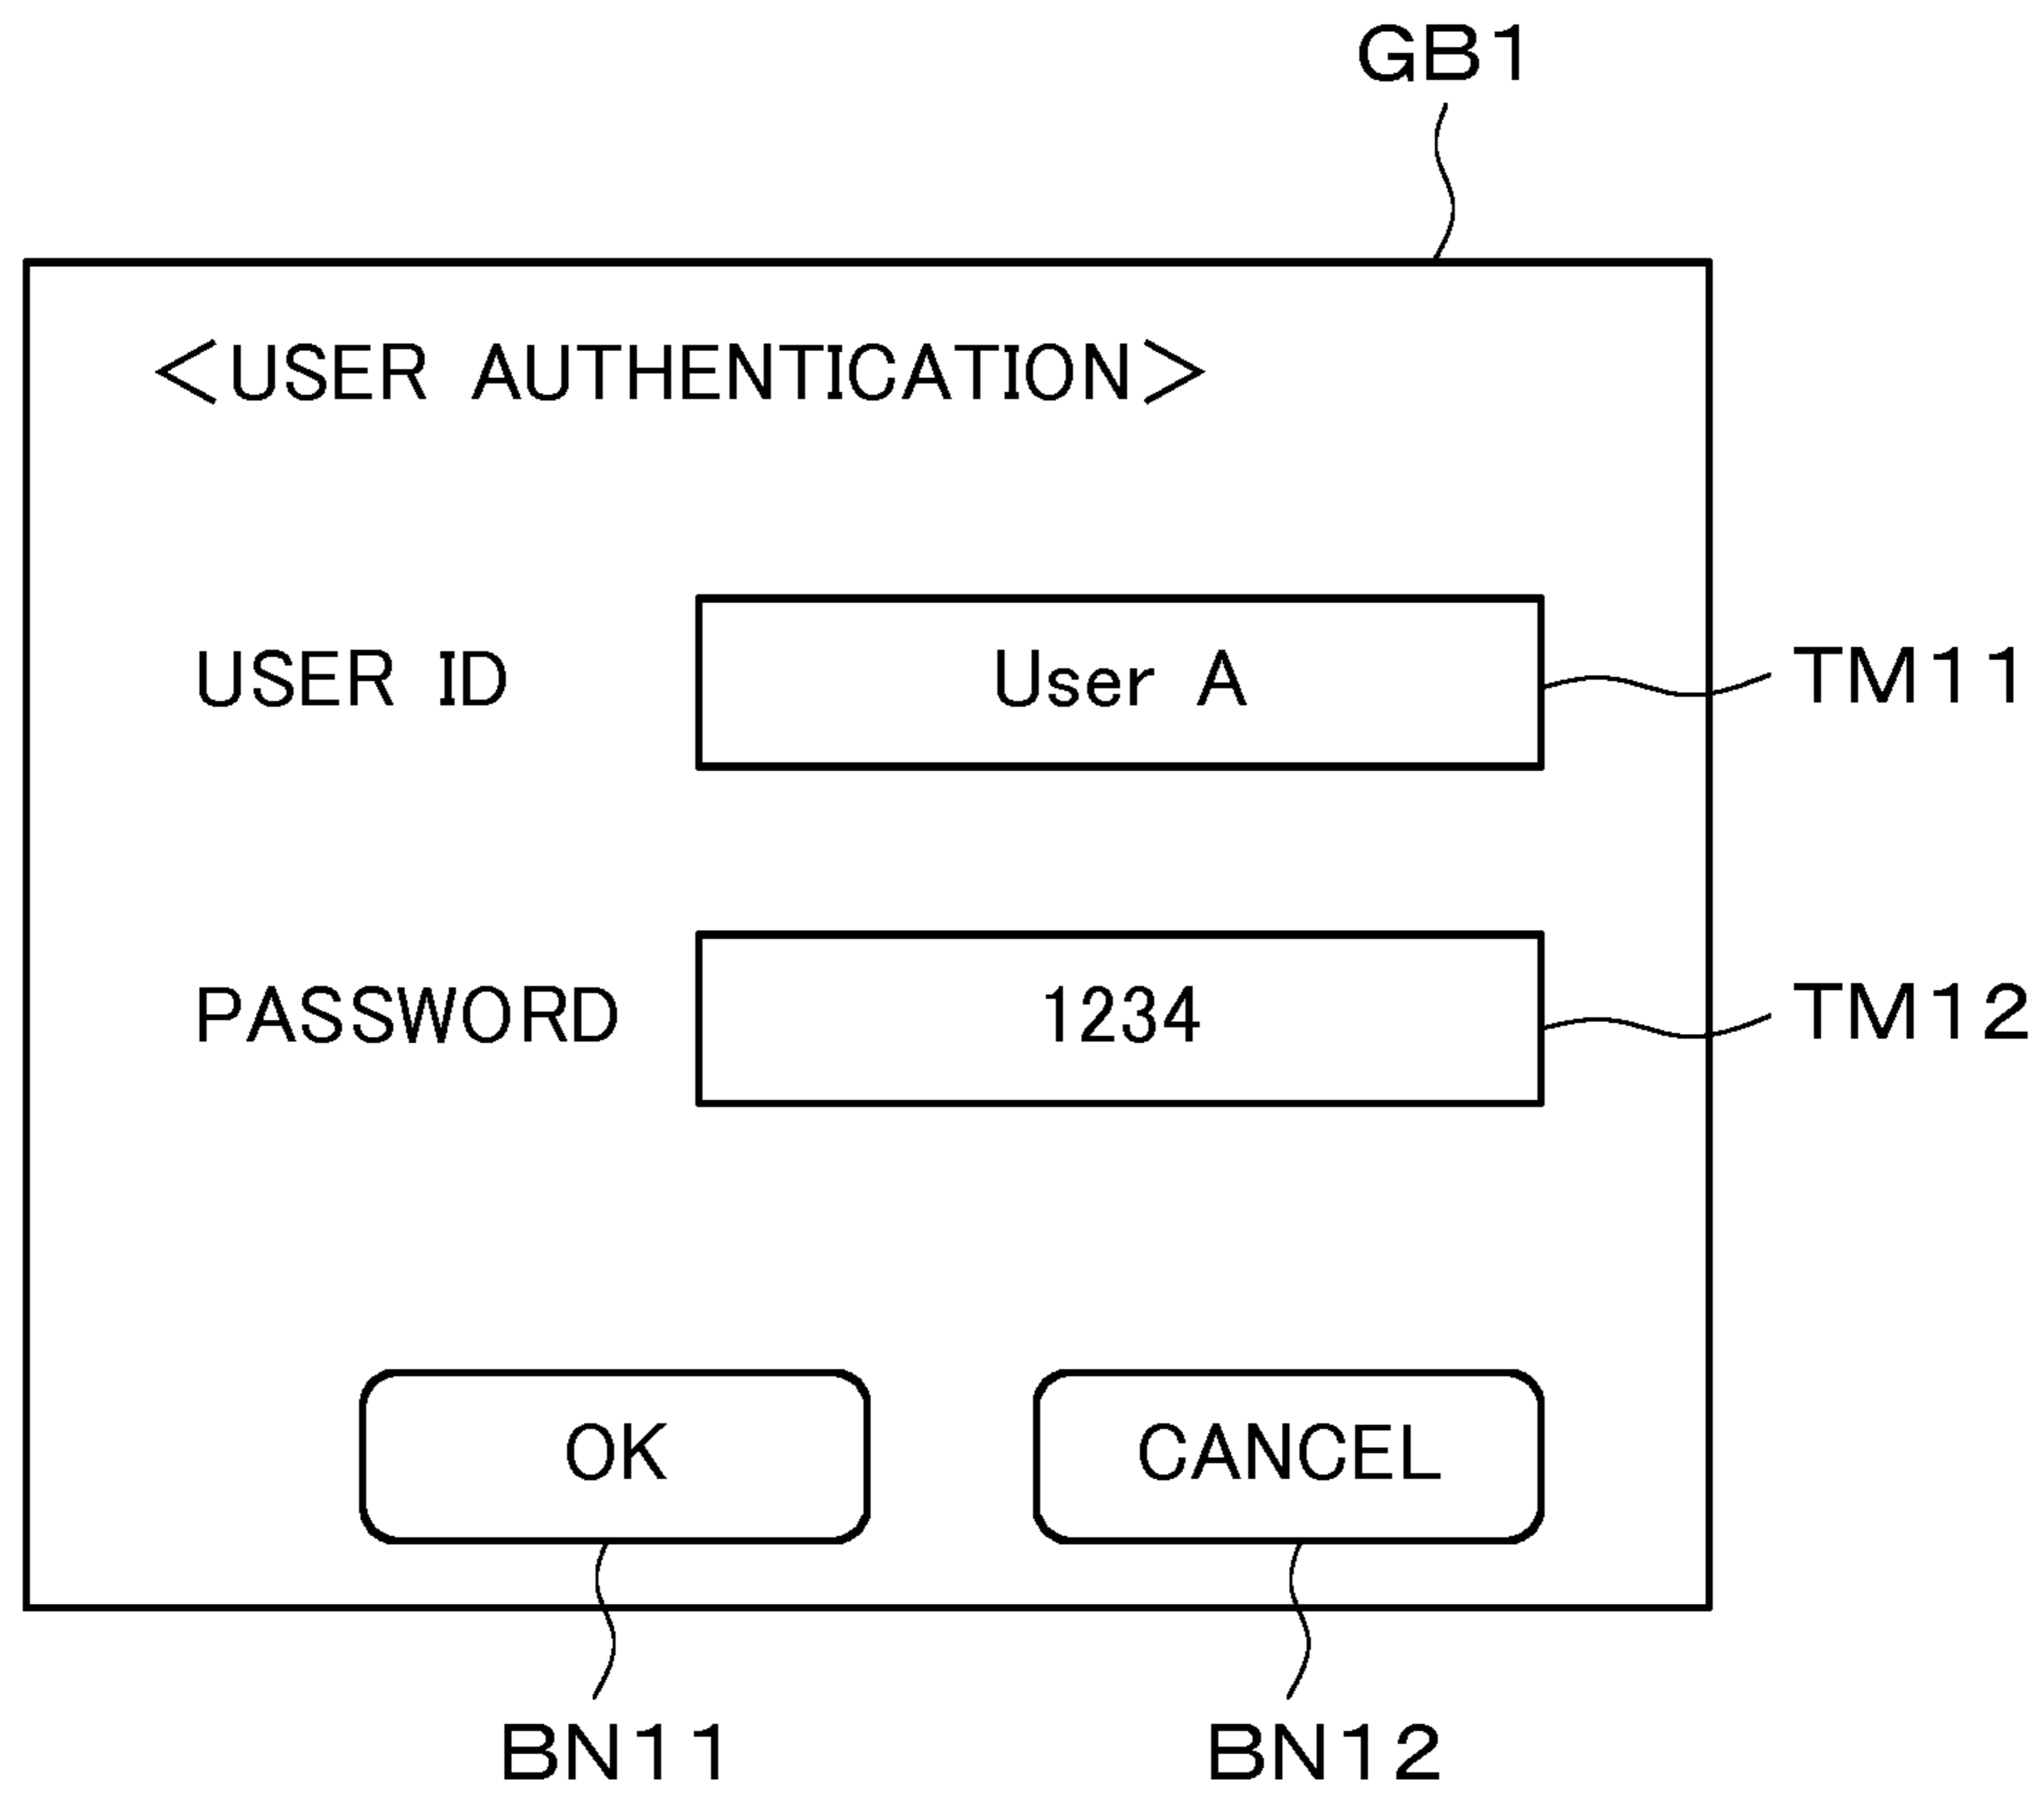 GB1
<USER AUTHENTICATION>
USER ID User A TM11
PASSWORD 1234 TM12
OK CANCEL
BN11 BN12